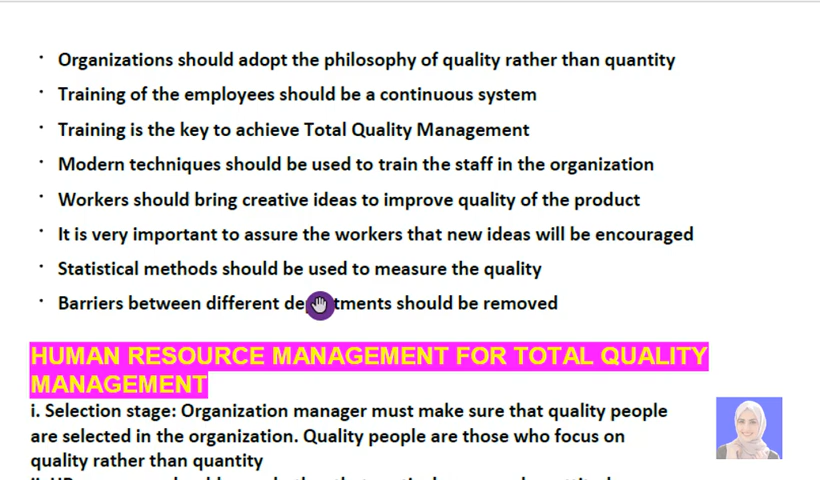 · Organizations should adopt the philosophy of quality rather than quantity
· Training of the employees should be a continuous system
· Training is the key to achieve Total Quality Management
· Modern techniques should be used to train the staff in the organization
· Workers should bring creative ideas to improve quality of the product
· It is very important to assure the workers that new ideas will be encouraged
· Statistical methods should be used to measure the quality
· Barriers between different departments should be removed
HUMAN RESOURCE MANAGEMENT FOR TOTAL QUALITY
MANAGEMENT
i. Selection stage: Organization manager must make sure that quality people
are selected in the organization. Quality people are those who focus on
quality rather than quantity